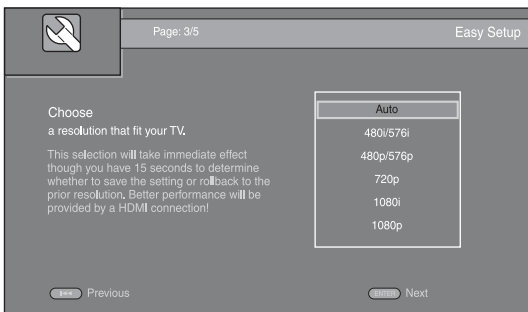 Page: 3/5
Easy Setup
Choose
a resolution that fit your TV.
This selection will take immediate effect
though you have 15 seconds to determine
whether to save the setting or rollback to the
prior resolution. Better performance will be
provided by a HDMI connection!
Auto
480i/576i
480p/576p
720p
1080i
1080p
Previous
ENTER Next